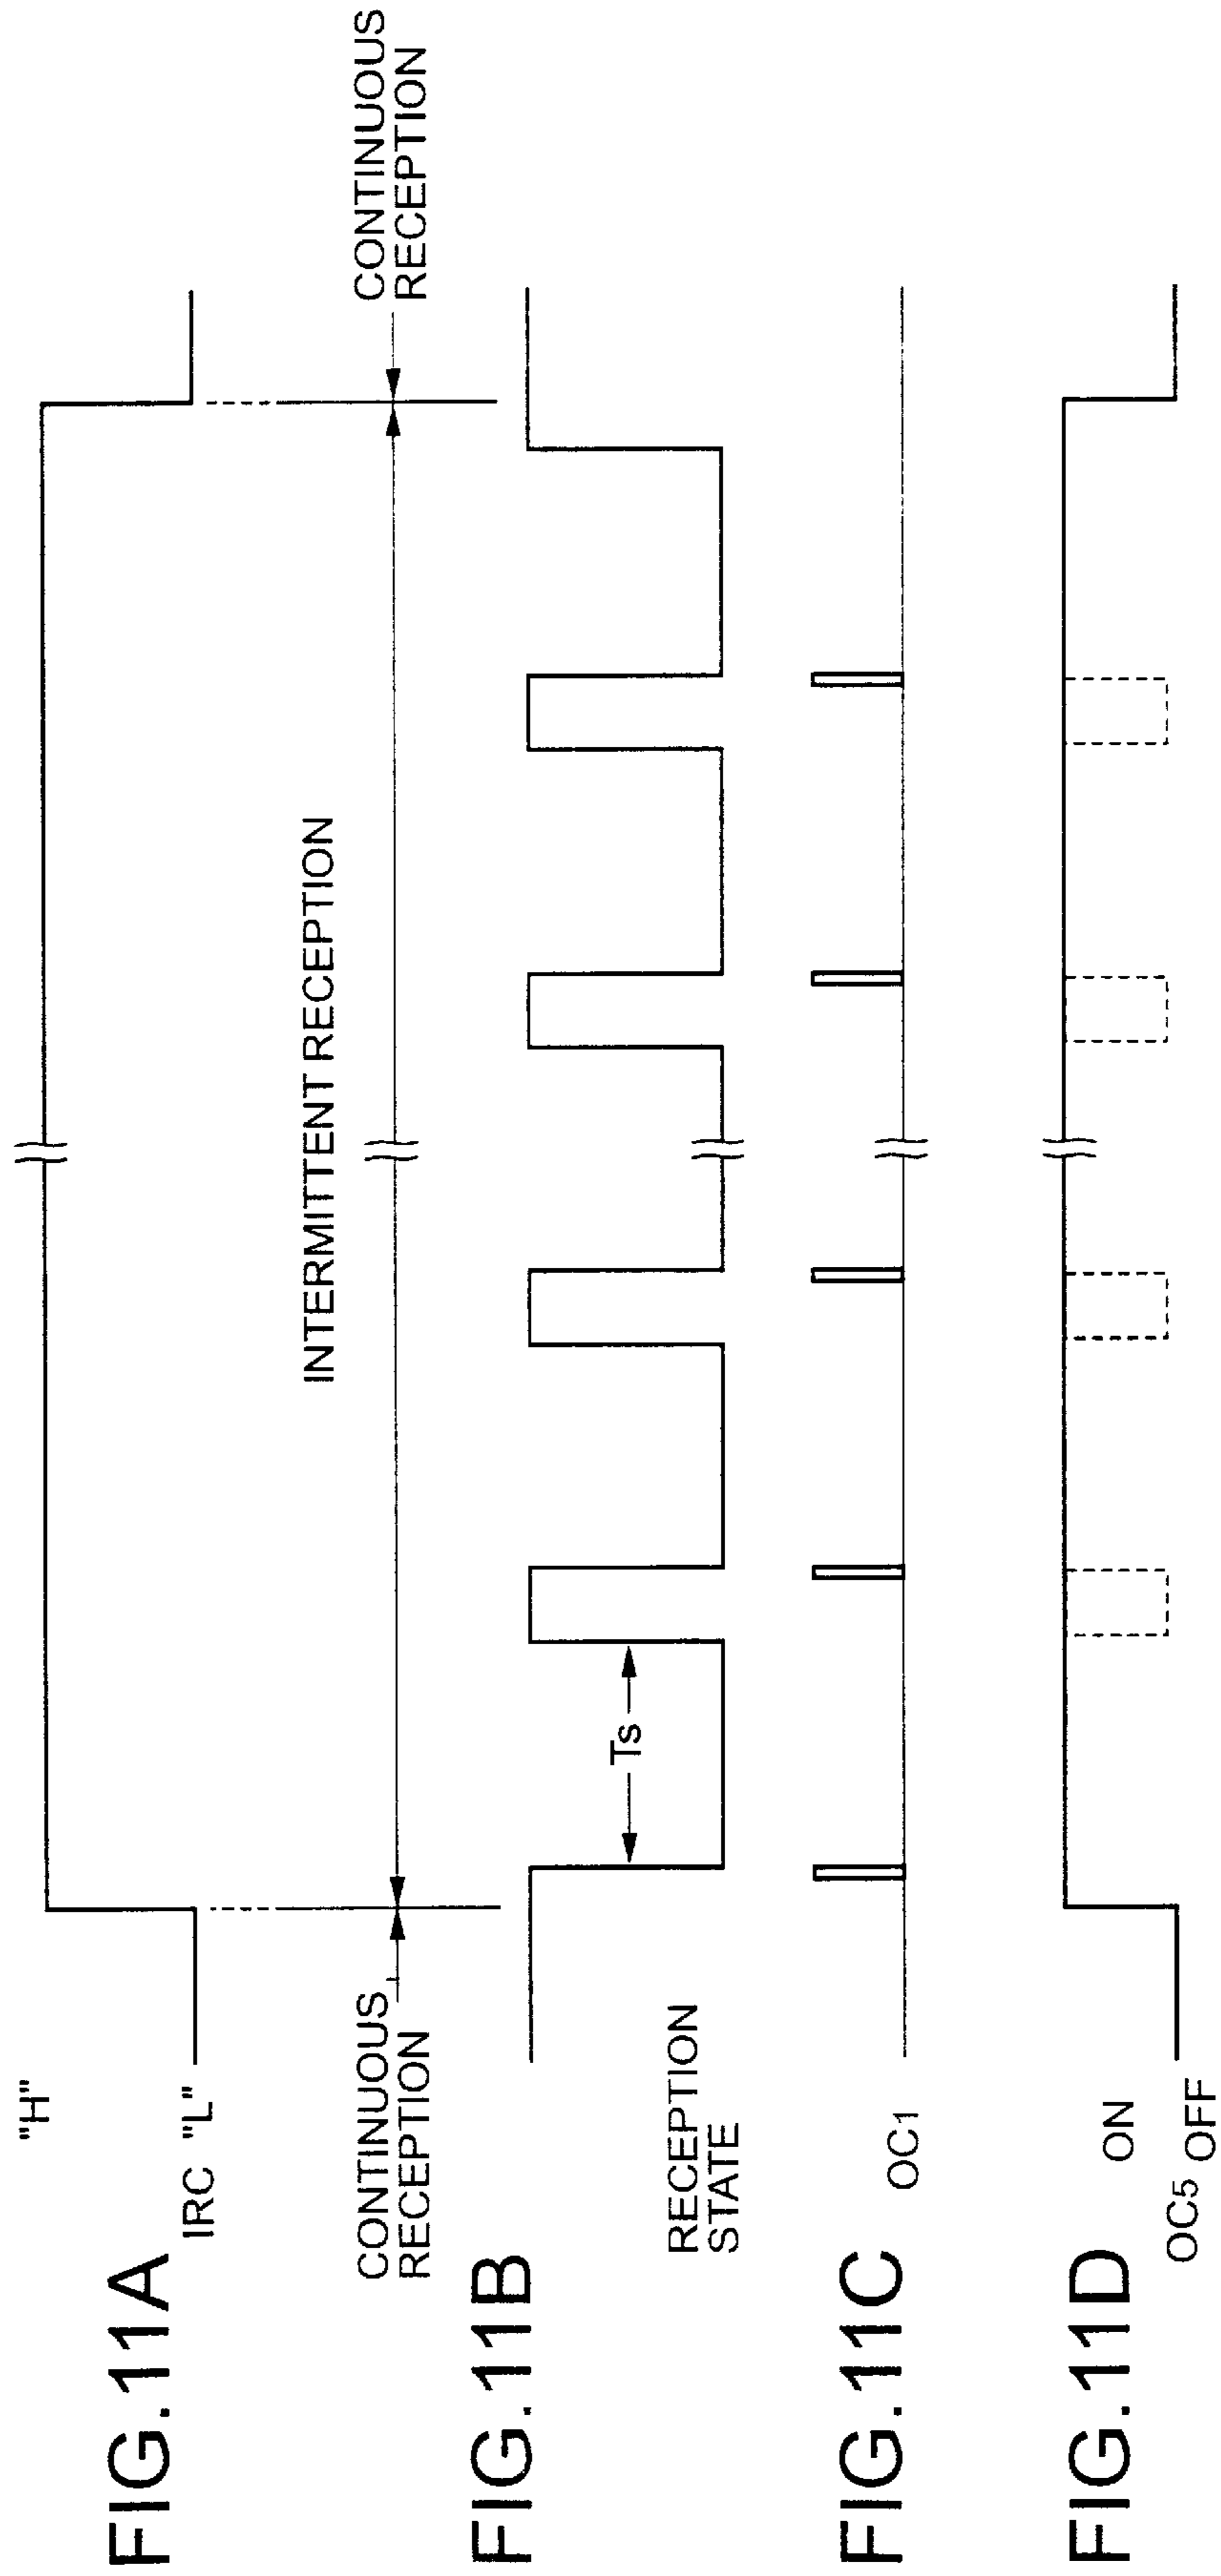 FIG.11A
"H"
IRC "L"
INTERMITTENT RECEPTION
CONTINUOUS
RECEPTION
CONTINUOUS
RECEPTION
FIG.11B
Ts
RECEPTION
STATE
FIG.11C
OC1
FIG.11D
ON
OC5 OFF